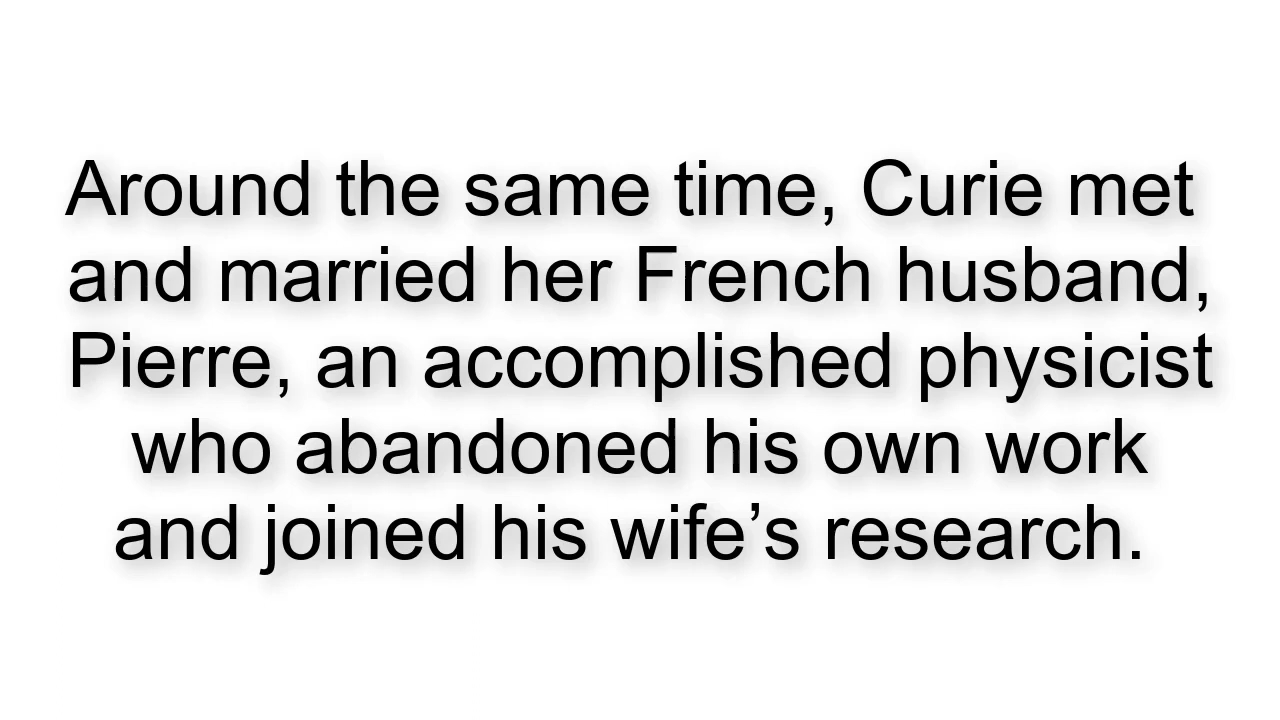 Around the same time, Curie met
and married her French husband,
Pierre, an accomplished physicist
who abandoned his own work
and joined his wife’s research.